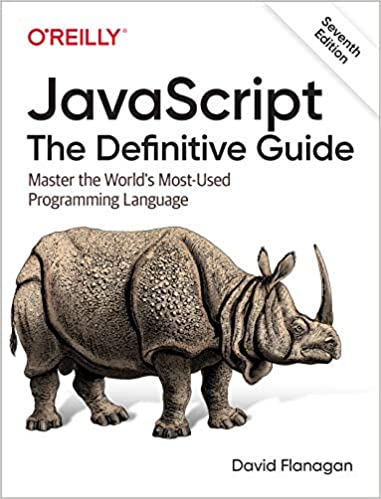 O'REILLY®
Seventh
Edition
JavaScript
The Definitive Guide
Master the World's Most-Used
Programming Language
David Flanagan